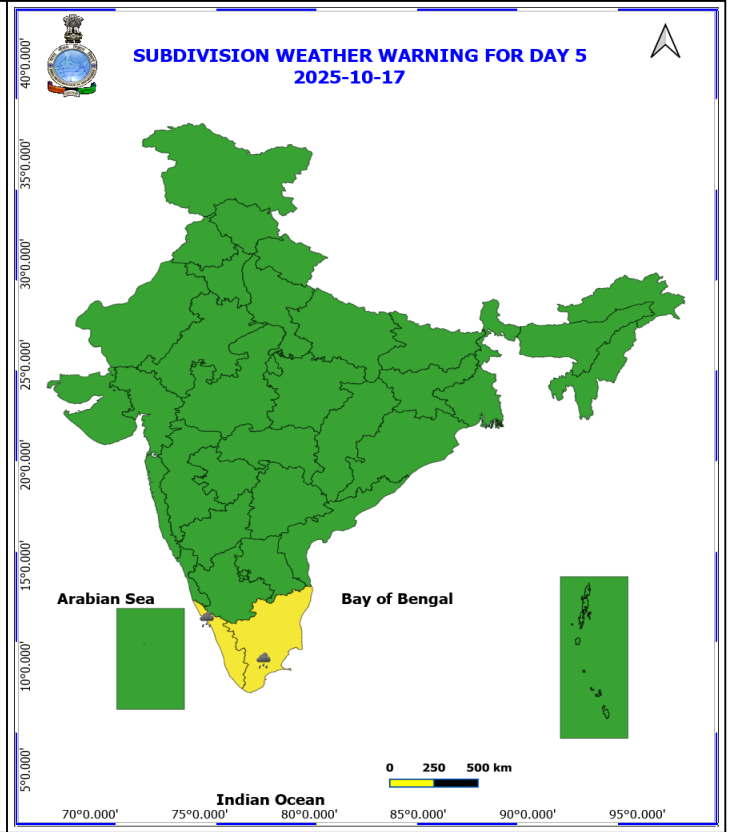 SUBDIVISION WEATHER WARNING FOR DAY 5
2025-10-17
40°0.000'
35°0.000'
30°0.000'
25°0.000'
20°0.000'
15°0.000'
10°0.000'
5°0.000'
Arabian Sea
Bay of Bengal
0 250 500 km
Indian Ocean
70°0.000' 75°0.000' 80°0.000' 85°0.000' 90°0.000' 95°0.000'